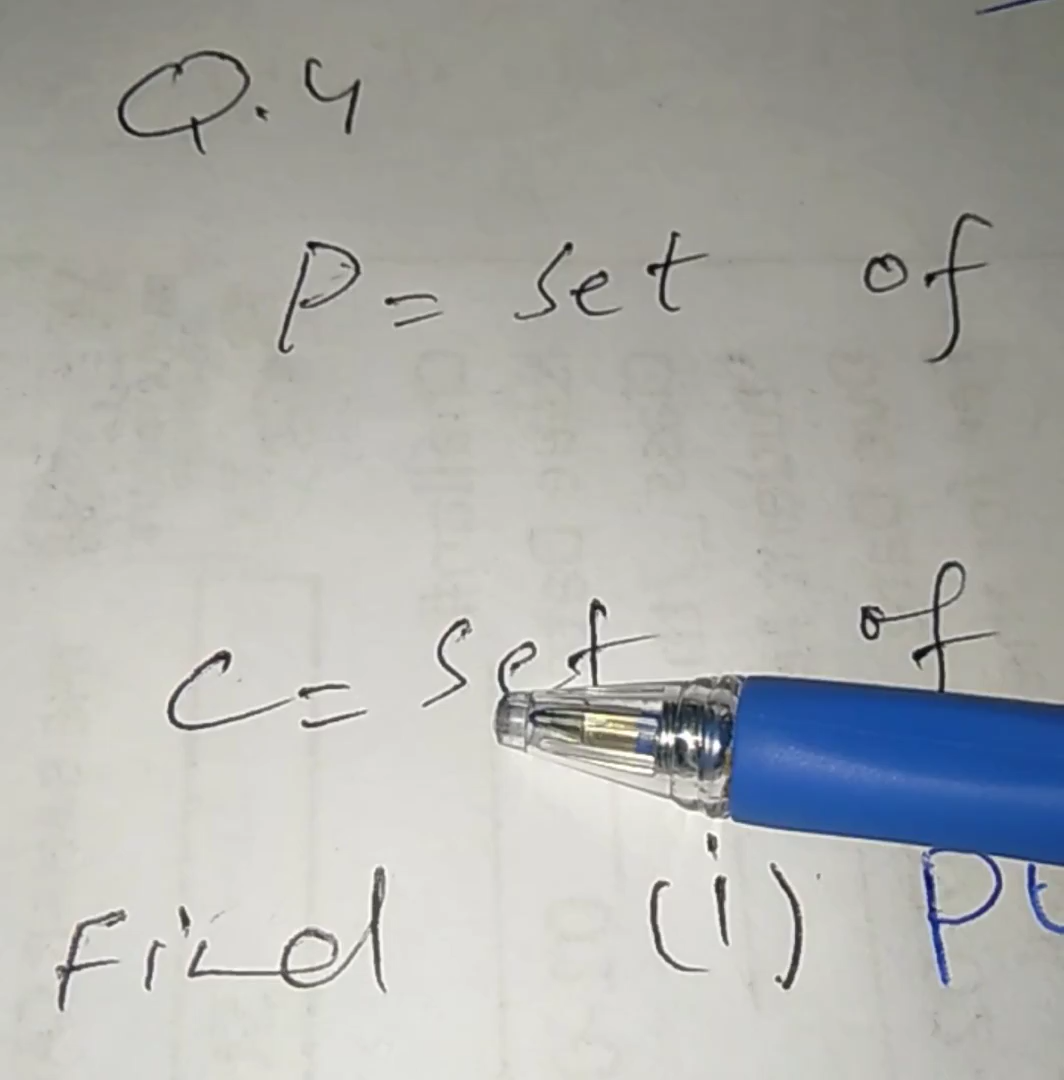 Q.4
P = set of
C = set of
Find (i) P